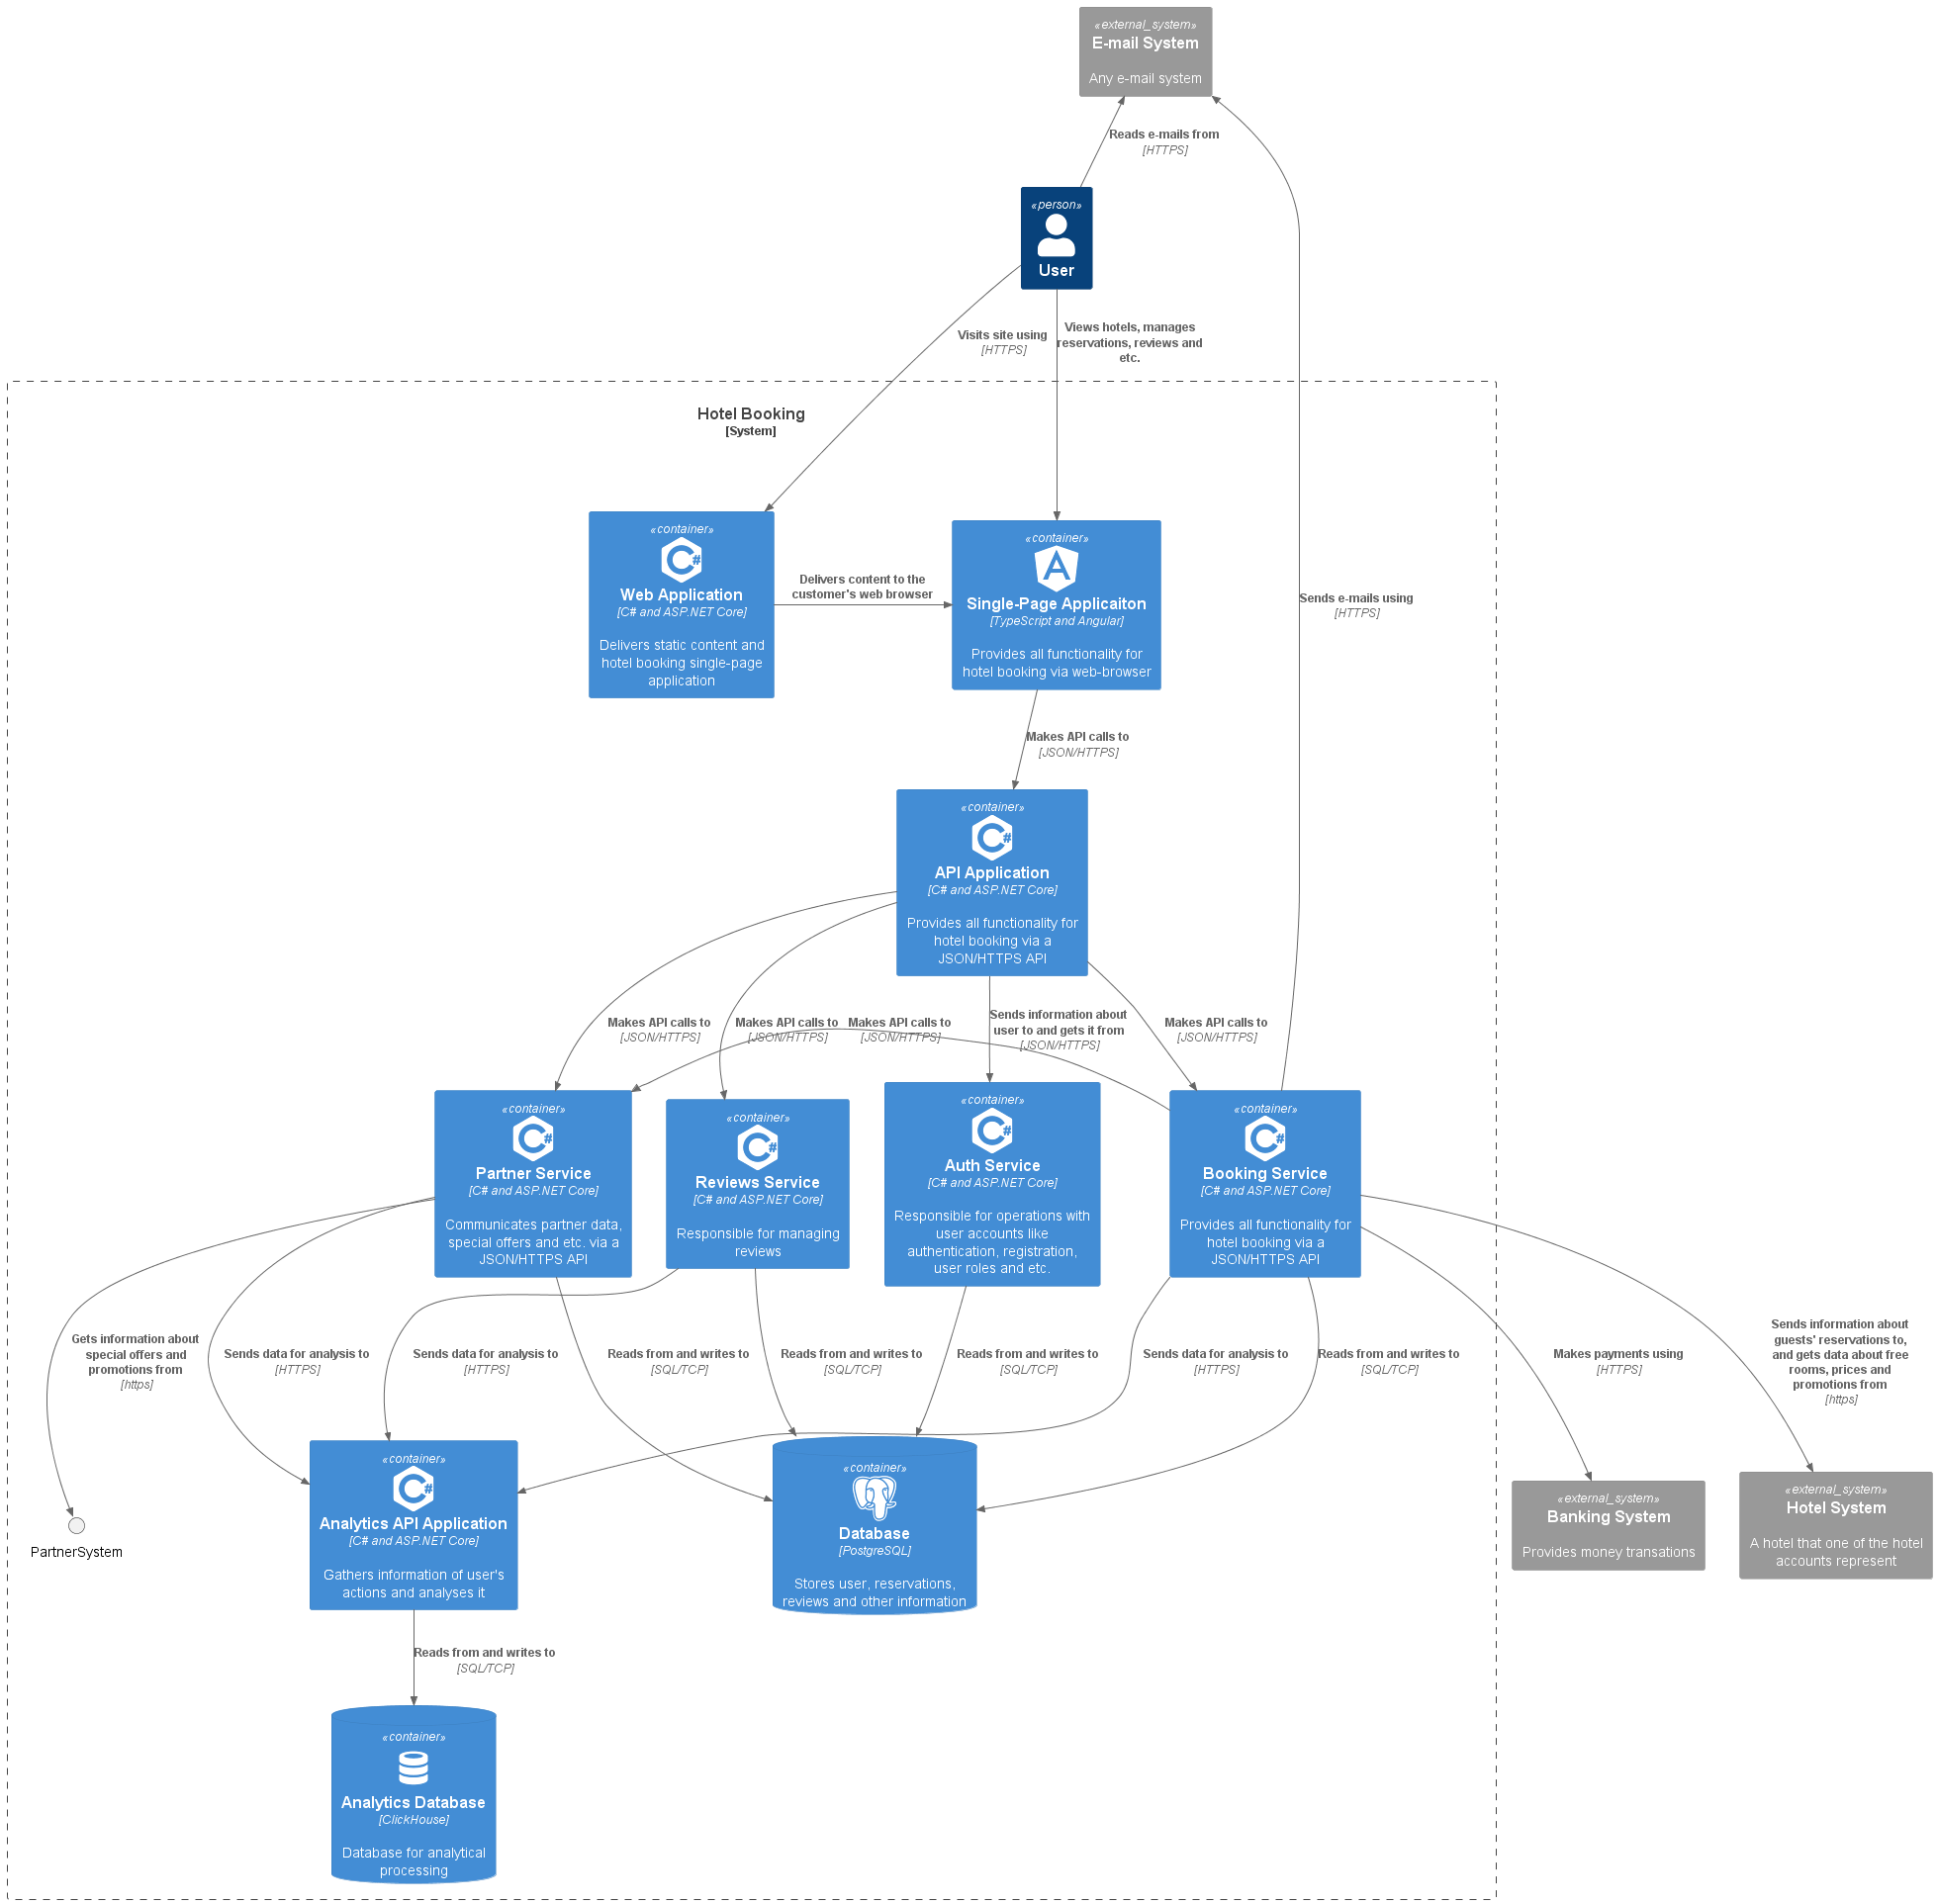 «external_system»
E-mail System
Any e-mail system
Reads e-mails from
[HTTPS]
«person»
User
Visits site using
[HTTPS]
Views hotels, manages
reservations, reviews and
etc.
Hotel Booking
[System]
«container»
Web Application
[C# and ASP.NET Core]
Delivers static content and
hotel booking single-page
application
Delivers content to the
customer's web browser
«container»
Single-Page Applicaiton
[TypeScript and Angular]
Provides all functionality for
hotel booking via web-browser
Sends e-mails using
[HTTPS]
Makes API calls to
[JSON/HTTPS]
«container»
API Application
[C# and ASP.NET Core]
Provides all functionality for
hotel booking via a
JSON/HTTPS API
Makes API calls to
[JSON/HTTPS]
Makes API calls to
[JSON/HTTPS]
Makes API calls to
[JSON/HTTPS]
Sends information about
user to and gets it from
[JSON/HTTPS]
Makes API calls to
[JSON/HTTPS]
«container»
Partner Service
[C# and ASP.NET Core]
Communicates partner data,
special offers and etc. via a
JSON/HTTPS API
«container»
Reviews Service
[C# and ASP.NET Core]
Responsible for managing
reviews
«container»
Auth Service
[C# and ASP.NET Core]
Responsible for operations with
user accounts like
authentication, registration,
user roles and etc.
«container»
Booking Service
[C# and ASP.NET Core]
Provides all functionality for
hotel booking via a
JSON/HTTPS API
Gets information about
special offers and
promotions from
[https]
Sends data for analysis to
[HTTPS]
Sends data for analysis to
[HTTPS]
Reads from and writes to
[SQL/TCP]
Reads from and writes to
[SQL/TCP]
Reads from and writes to
[SQL/TCP]
Sends data for analysis to
[HTTPS]
Reads from and writes to
[SQL/TCP]
Makes payments using
[HTTPS]
Sends information about
guests' reservations to,
and gets data about free
rooms, prices and
promotions from
[https]
PartnerSystem
«container»
Analytics API Application
[C# and ASP.NET Core]
Gathers information of user's
actions and analyses it
«container»
Database
[PostgreSQL]
Stores user, reservations,
reviews and other information
«external_system»
Banking System
Provides money transations
«external_system»
Hotel System
A hotel that one of the hotel
accounts represent
Reads from and writes to
[SQL/TCP]
«container»
Analytics Database
[ClickHouse]
Database for analytical
processing